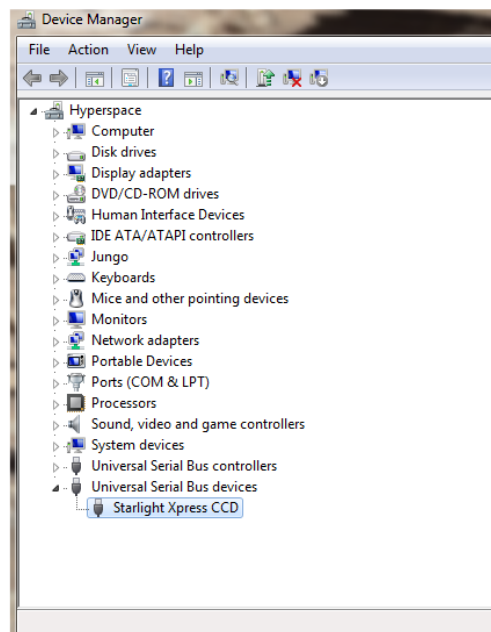 Device Manager
File Action View Help
Hyperspace
Computer
Disk drives
Display adapters
DVD/CD-ROM drives
Human Interface Devices
IDE ATA/ATAPI controllers
Jungo
Keyboards
Mice and other pointing devices
Monitors
Network adapters
Portable Devices
Ports (COM & LPT)
Processors
Sound, video and game controllers
System devices
Universal Serial Bus controllers
Universal Serial Bus devices
Starlight Xpress CCD